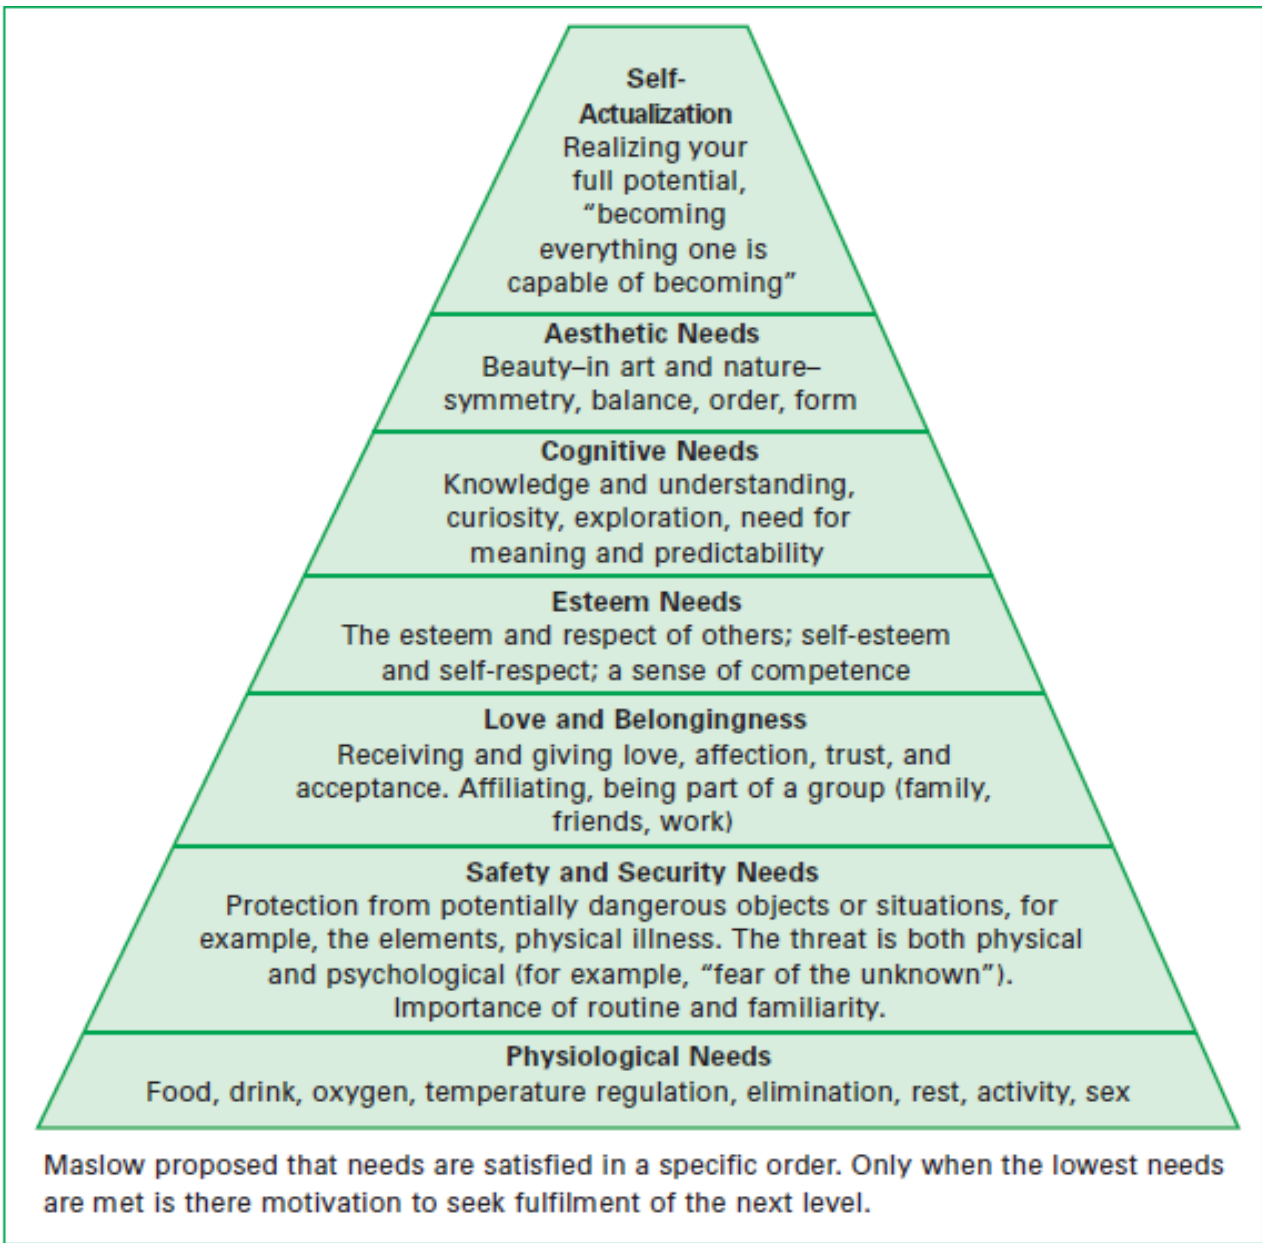 Self-
Actualization
Realizing your
full potential,
“becoming
everything one is
capable of becoming”
Aesthetic Needs
Beauty–in art and nature–
symmetry, balance, order, form
Cognitive Needs
Knowledge and understanding,
curiosity, exploration, need for
meaning and predictability
Esteem Needs
The esteem and respect of others; self-esteem
and self-respect; a sense of competence
Love and Belongingness
Receiving and giving love, affection, trust, and
acceptance. Affiliating, being part of a group (family,
friends, work)
Safety and Security Needs
Protection from potentially dangerous objects or situations, for
example, the elements, physical illness. The threat is both physical
and psychological (for example, “fear of the unknown”).
Importance of routine and familiarity.
Physiological Needs
Food, drink, oxygen, temperature regulation, elimination, rest, activity, sex
Maslow proposed that needs are satisfied in a specific order. Only when the lowest needs
are met is there motivation to seek fulfilment of the next level.